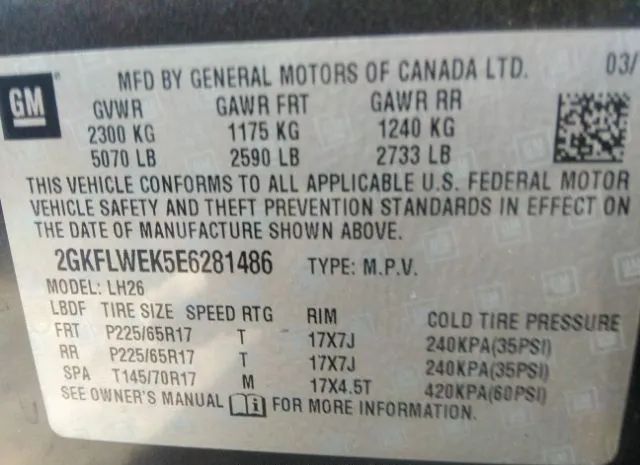 GM
MFD BY GENERAL MOTORS OF CANADA LTD. 03/
GVWR GAWR FRT GAWR RR
2300 KG 1175 KG 1240 KG
5070 LB 2590 LB 2733 LB
THIS VEHICLE CONFORMS TO ALL APPLICABLE U.S. FEDERAL MOTOR
VEHICLE SAFETY AND THEFT PREVENTION STANDARDS IN EFFECT ON
THE DATE OF MANUFACTURE SHOWN ABOVE.
2GKFLWEK5E6281486 TYPE: M.P.V.
MODEL: LH26
LBDF TIRE SIZE SPEED RTG RIM COLD TIRE PRESSURE
FRT P225/65R17 T 17X7J 240KPA(35PSI)
RR P225/65R17 T 17X7J 240KPA(35PSI)
SPA T145/70R17 M 17X4.5T 420KPA(60PSI)
SEE OWNER'S MANUAL FOR MORE INFORMATION.